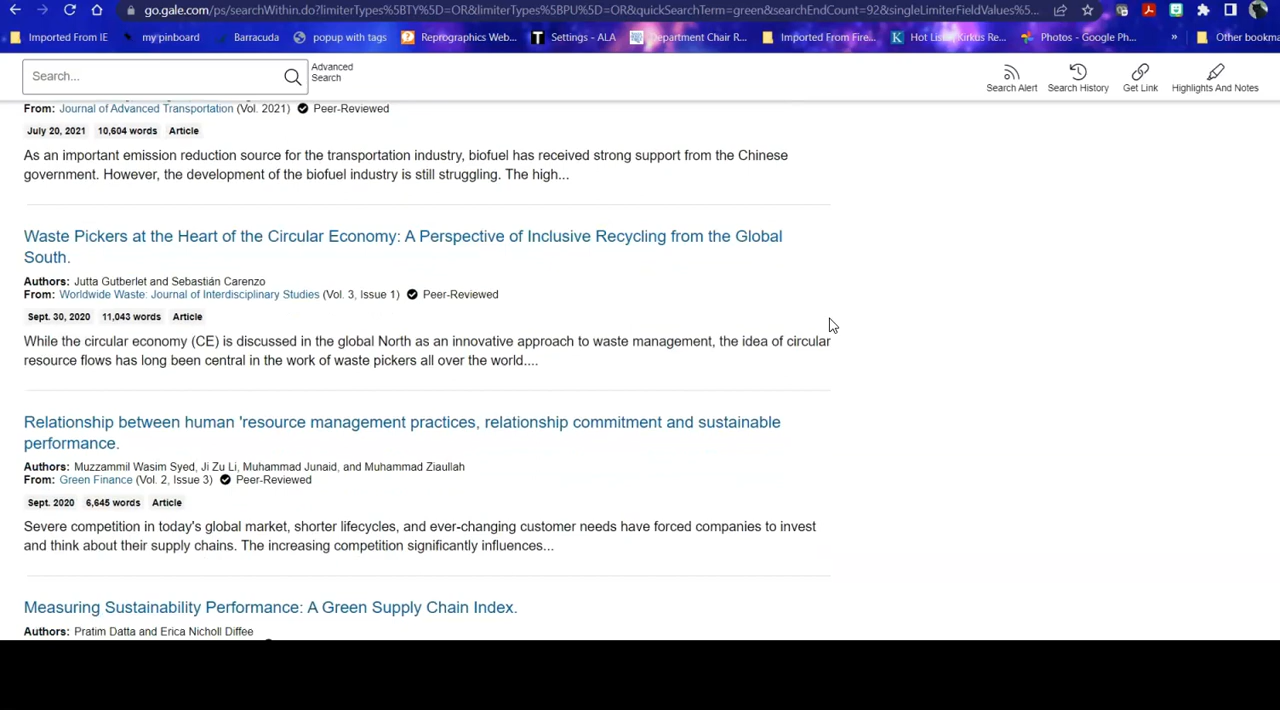 go.gale.com/ps/searchWithin.do?limiterTypes%5BTY%5D=OR&limiterTypes%5BPU%5D=OR&quickSearchTerm=green&searchEndCount=92&singleLimiterFieldValues%5...
Imported From IE my pinboard Barracuda popup with tags Reprographics Web... Settings - ALA Department Chair R... Imported From Fire... Hot List | Kirkus Re... Photos - Google Ph... » Other bookma
Search... Advanced
Search
Search Alert Search History Get Link Highlights And Notes
From: Journal of Advanced Transportation (Vol. 2021) Peer-Reviewed
July 20, 2021 10,604 words Article
As an important emission reduction source for the transportation industry, biofuel has received strong support from the Chinese
government. However, the development of the biofuel industry is still struggling. The high...
Waste Pickers at the Heart of the Circular Economy: A Perspective of Inclusive Recycling from the Global
South.
Authors: Jutta Gutberlet and Sebastián Carenzo
From: Worldwide Waste: Journal of Interdisciplinary Studies (Vol. 3, Issue 1) Peer-Reviewed
Sept. 30, 2020 11,043 words Article
While the circular economy (CE) is discussed in the global North as an innovative approach to waste management, the idea of circular
resource flows has long been central in the work of waste pickers all over the world....
Relationship between human 'resource management practices, relationship commitment and sustainable
performance.
Authors: Muzzammil Wasim Syed, Ji Zu Li, Muhammad Junaid, and Muhammad Ziaullah
From: Green Finance (Vol. 2, Issue 3) Peer-Reviewed
Sept. 2020 6,645 words Article
Severe competition in today's global market, shorter lifecycles, and ever-changing customer needs have forced companies to invest
and think about their supply chains. The increasing competition significantly influences...
Measuring Sustainability Performance: A Green Supply Chain Index.
Authors: Pratim Datta and Erica Nicholl Diffee